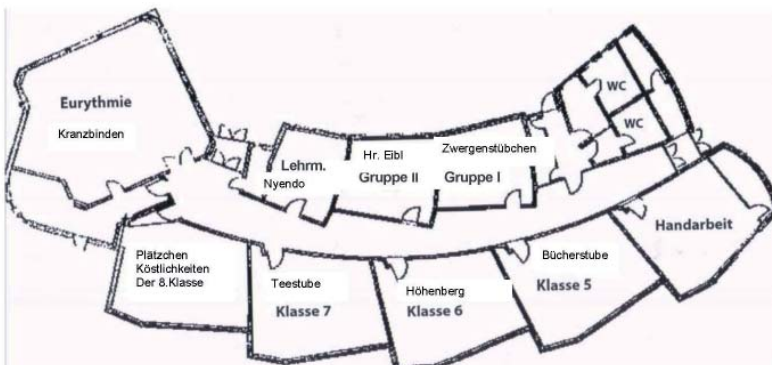 Eurythmie
Kranzbinden
Lehrm.
Nyendo
Hr. Eibl
Gruppe II
Zwergenstübchen
Gruppe I
WC
WC
Handarbeit
Bücherstube
Klasse 5
Höhenberg
Klasse 6
Teestube
Klasse 7
Plätzchen
Köstlichkeiten
Der 8.Klasse